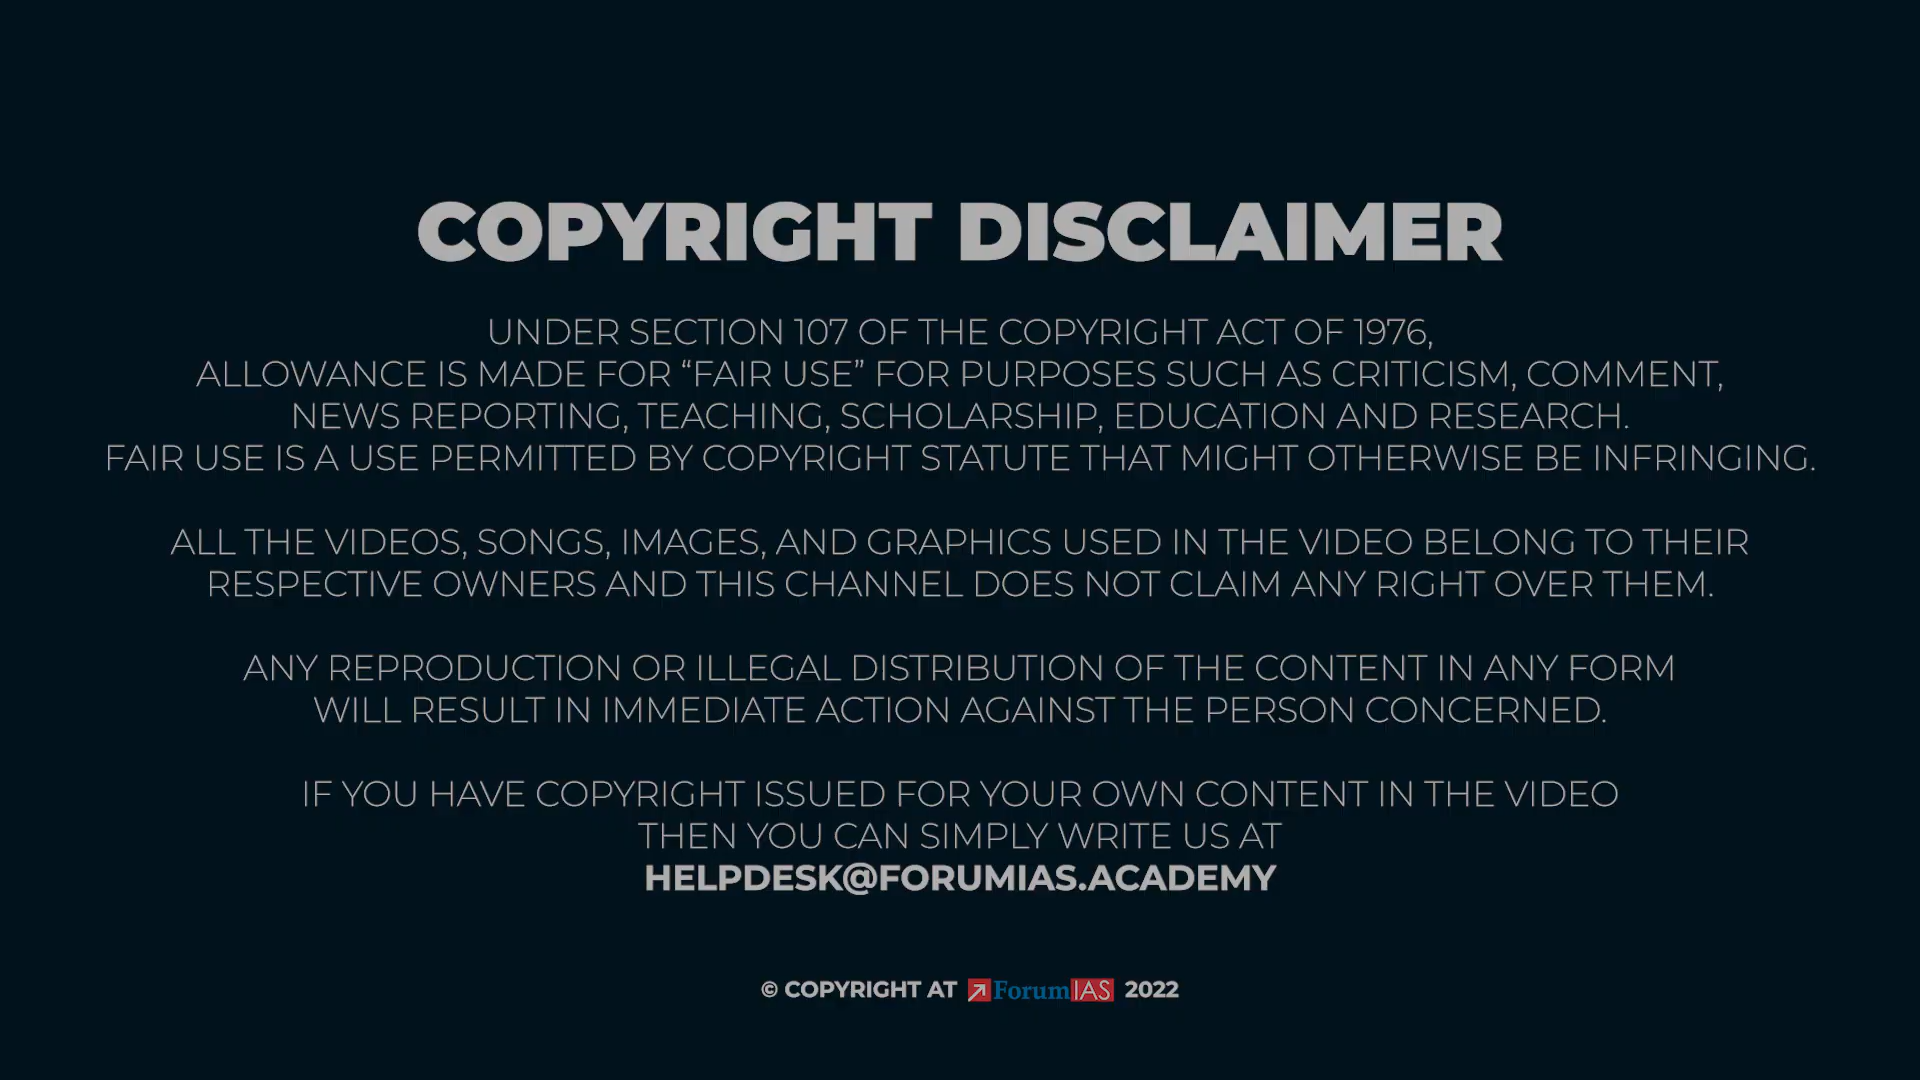 COPYRIGHT DISCLAIMER
UNDER SECTION 107 OF THE COPYRIGHT ACT OF 1976,
ALLOWANCE IS MADE FOR “FAIR USE” FOR PURPOSES SUCH AS CRITICISM, COMMENT,
NEWS REPORTING, TEACHING, SCHOLARSHIP, EDUCATION AND RESEARCH.
FAIR USE IS A USE PERMITTED BY COPYRIGHT STATUTE THAT MIGHT OTHERWISE BE INFRINGING.
ALL THE VIDEOS, SONGS, IMAGES, AND GRAPHICS USED IN THE VIDEO BELONG TO THEIR
RESPECTIVE OWNERS AND THIS CHANNEL DOES NOT CLAIM ANY RIGHT OVER THEM.
ANY REPRODUCTION OR ILLEGAL DISTRIBUTION OF THE CONTENT IN ANY FORM
WILL RESULT IN IMMEDIATE ACTION AGAINST THE PERSON CONCERNED.
IF YOU HAVE COPYRIGHT ISSUED FOR YOUR OWN CONTENT IN THE VIDEO
THEN YOU CAN SIMPLY WRITE US AT
HELPDESK@FORUMIAS.ACADEMY
© COPYRIGHT AT ForumIAS 2022